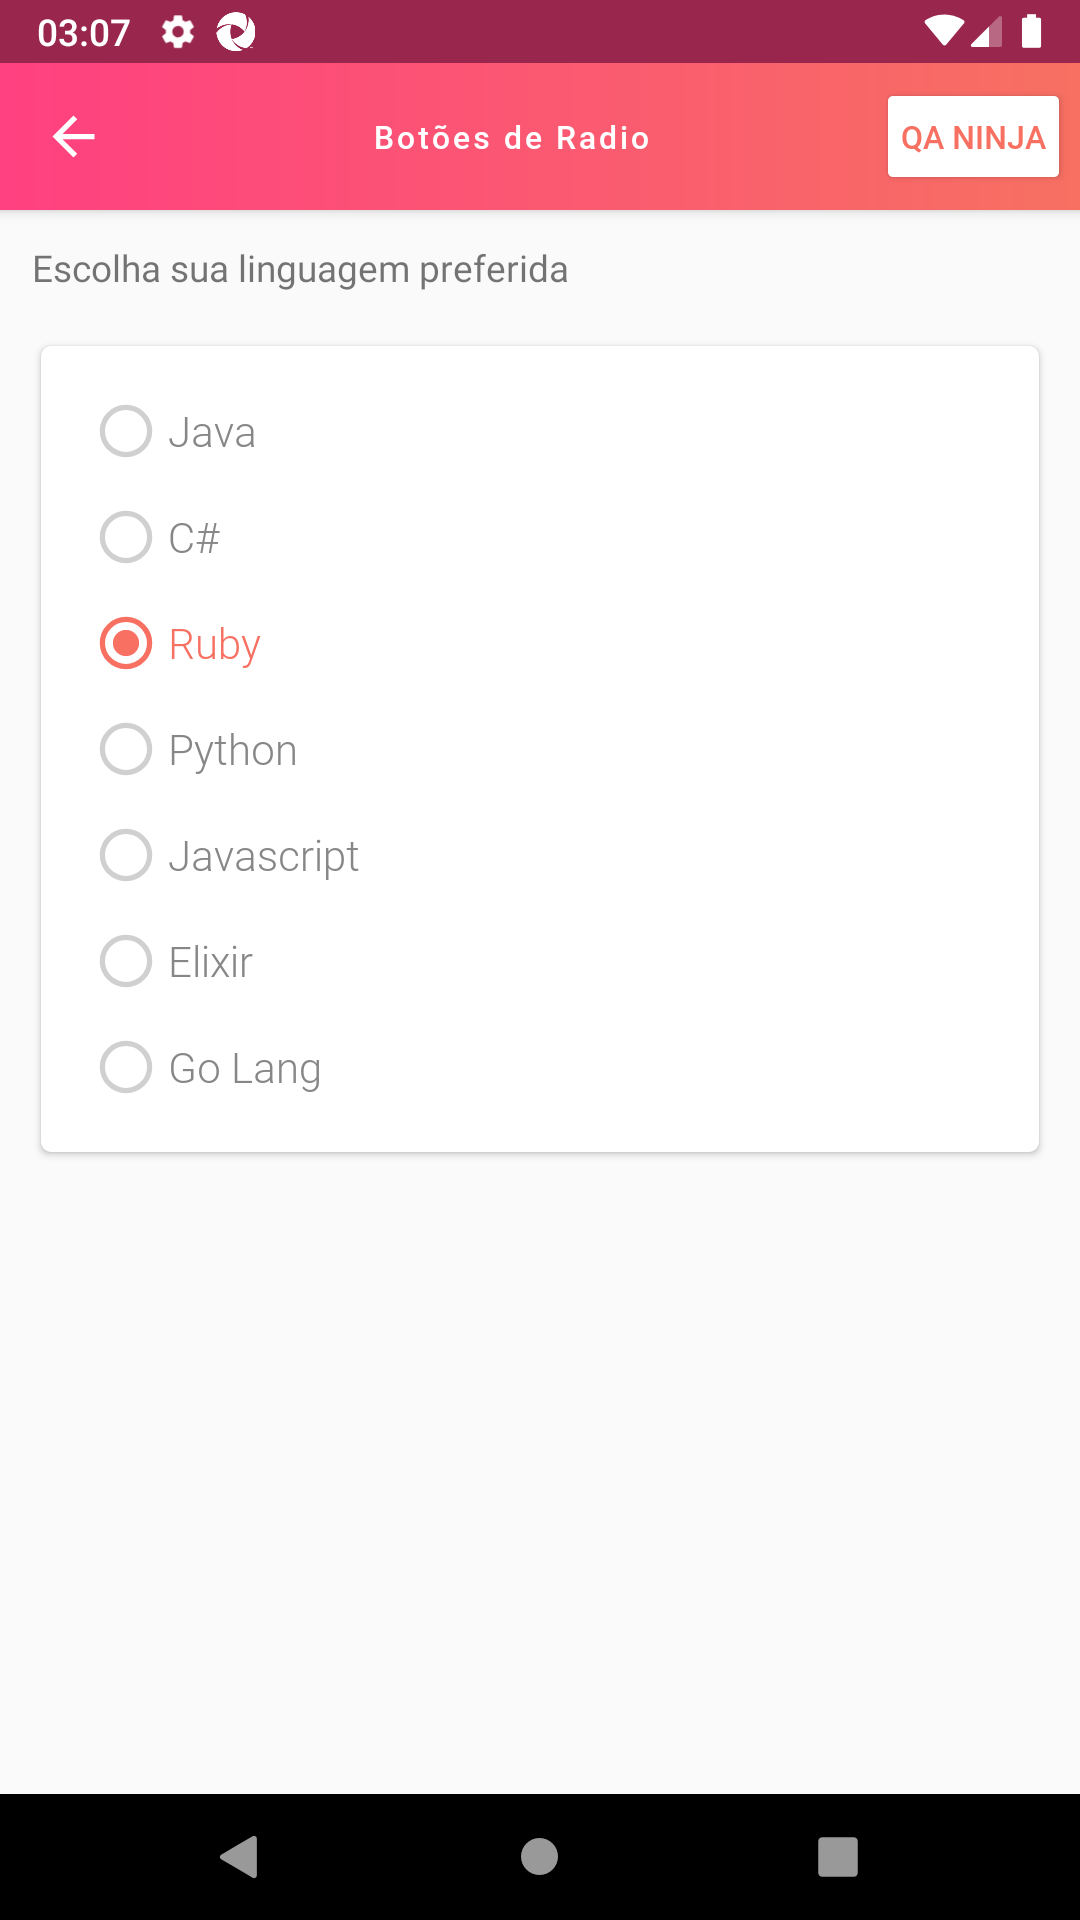 03:07
Botões de Radio
QA NINJA
Escolha sua linguagem preferida
Java
C#
Ruby
Python
Javascript
Elixir
Go Lang